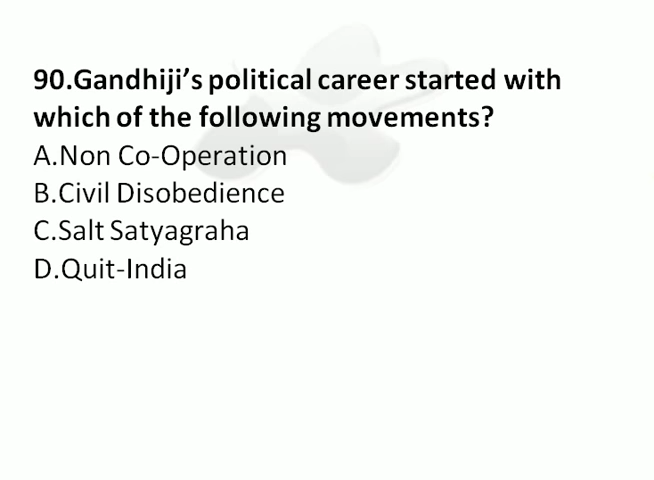 90.Gandhiji’s political career started with
which of the following movements?
A.Non Co-Operation
B.Civil Disobedience
C.Salt Satyagraha
D.Quit-India